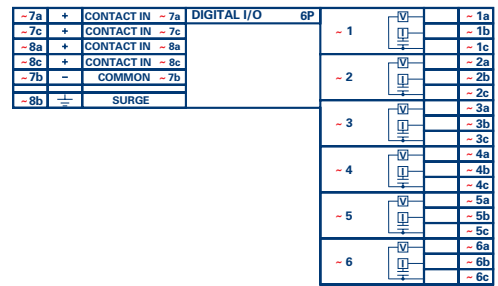 ~ 7a + CONTACT IN ~ 7a DIGITAL I/O 6P
~ 7c + CONTACT IN ~ 7c
~ 8a + CONTACT IN ~ 8a
~ 8c + CONTACT IN ~ 8c
~ 7b – COMMON ~ 7b
~ 8b SURGE
~ 1 V ~ 1a
I ~ 1b
~ 1c
~ 2 V ~ 2a
I ~ 2b
~ 2c
~ 3 V ~ 3a
I ~ 3b
~ 3c
~ 4 V ~ 4a
I ~ 4b
~ 4c
~ 5 V ~ 5a
I ~ 5b
~ 5c
~ 6 V ~ 6a
I ~ 6b
~ 6c